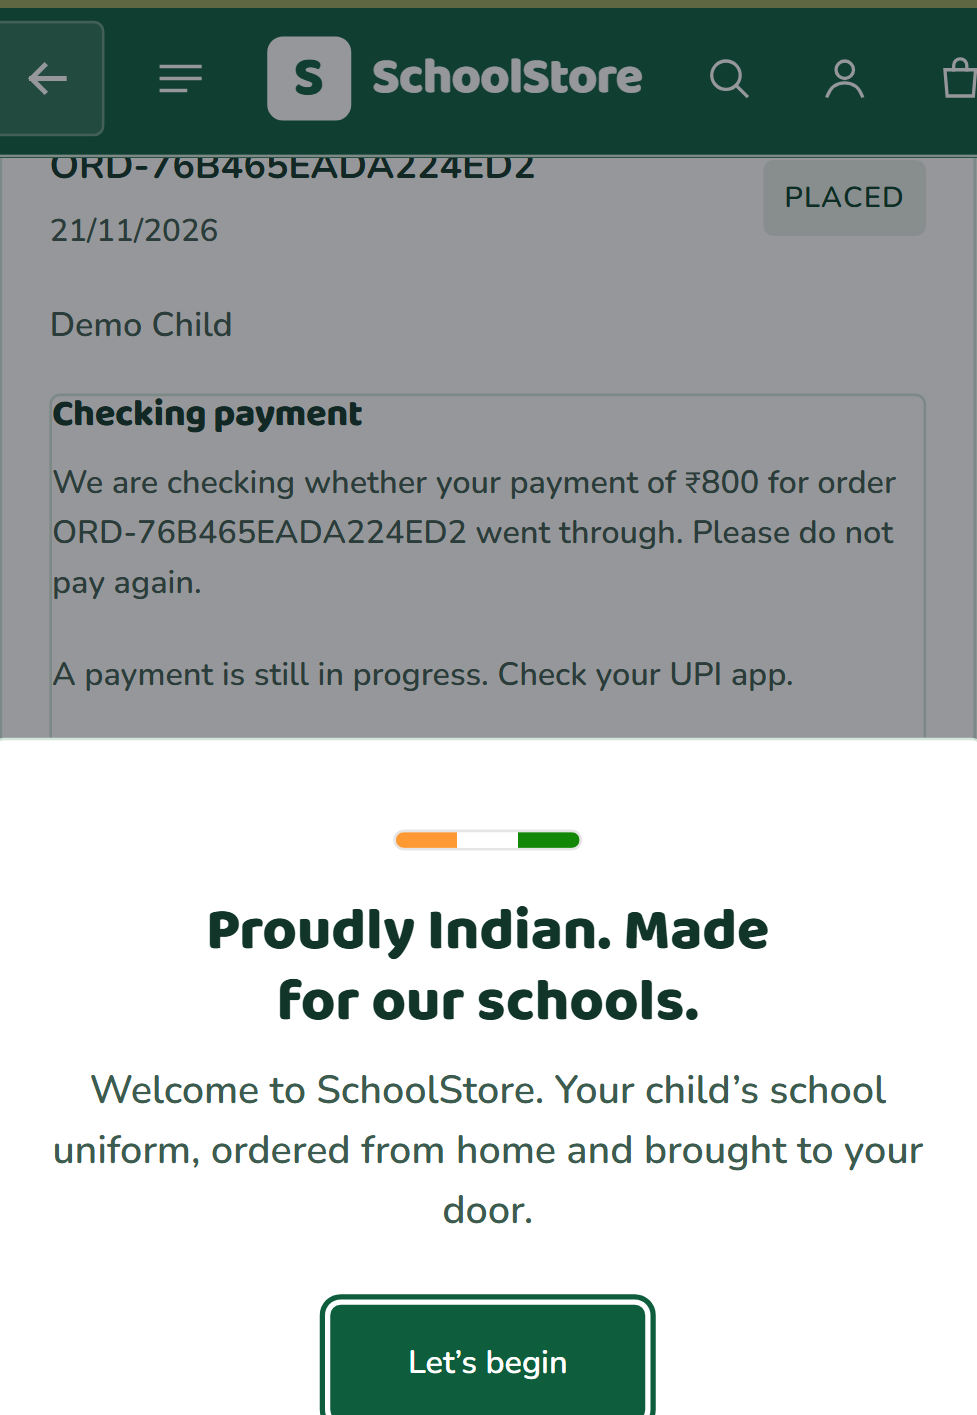 S SchoolStore
ORD-76B465EADA224ED2
PLACED
21/11/2026
Demo Child
Checking payment
We are checking whether your payment of ₹800 for order
ORD-76B465EADA224ED2 went through. Please do not
pay again.
A payment is still in progress. Check your UPI app.
Proudly Indian. Made
for our schools.
Welcome to SchoolStore. Your child’s school
uniform, ordered from home and brought to your
door.
Let’s begin